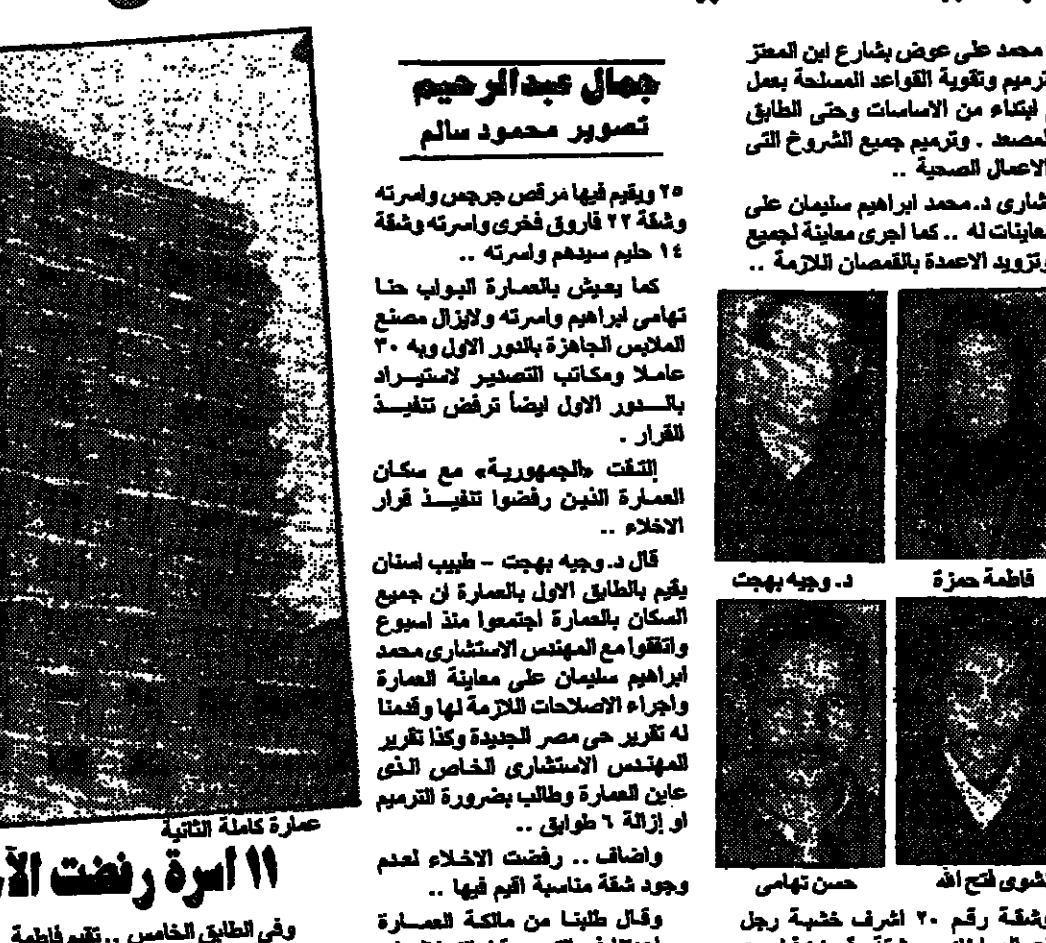 محمد على عوض بشارع ابن المعتز
ترميم وتقوية القواعد المسلحة بعمل
ابتداء من الاساسات وحتى الطابق
المصعد . وترميم جميع الشروخ التى
الاعمال الصحية ..
شارى د. محمد ابراهيم سليمان على
معاينات له .. كما اجرى معاينة لجميع
وتزويد الاعمدة بالقمصان اللازمة ..
فاطمة حمزة
د. وجيه بهجت
نشوى فتح الله
حسن تهامى
وشقة رقم ٢٠ اشرف خشبة رجل
جمال عبدالرحيم
تصوير محمود سالم
٢٥ ويقيم فيها مرقص جرجس واسرته
وشقة ٢٢ فاروق فخرى واسرته وشقة
١٤ حليم سيدهم واسرته ..
كما يعيش بالعمارة البواب حنا
تهامى ابراهيم واسرته ولايزال مصنع
الملابس الجاهزة بالدور الاول وبه ٣٠
عاملا ومكاتب التصدير لاستيراد
بالدور الاول ايضأ ترفض تنفيذ
القرار .
إلتقت «الجمهورية» مع سكان
العمارة الذين رفضوا تنفيذ قرار
الاخلاء ..
قال د. وجيه بهجت - طبيب اسنان
يقيم بالطابق الاول بالعمارة ان جميع
السكان بالعمارة اجتمعوا منذ اسبوع
واتفقوا مع المهندس الاستشارى محمد
ابراهيم سليمان على معاينة العمارة
واجراء الاصلاحات اللازمة لها وقدمنا
له تقرير حى مصر الجديدة وكذا تقرير
المهندس الاستشارى الخاص الذى
عاين العمارة وطالب بضرورة الترميم
او إزالة ٦ طوابق ..
واضاف .. رفضت الاخلاء لعدم
وجود شقة مناسبة اقيم فيها ..
وقال طلبنا من مالكة العمارة
عمارة كاملة الثانية
١١ اسرة رفضت
وفى الطابق الخامس .. تقيم فاطمة